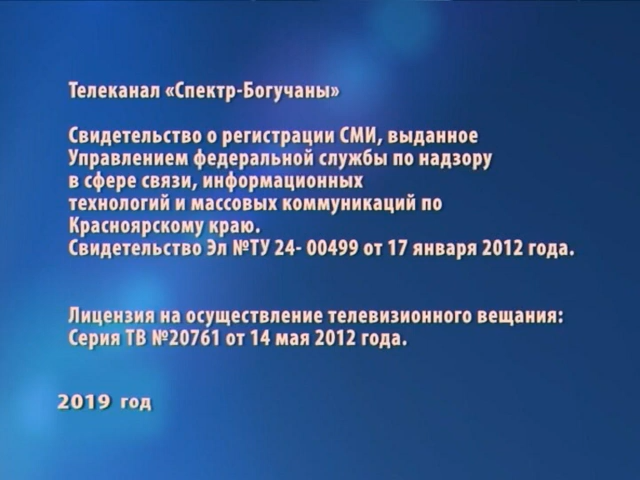 Телеканал «Спектр-Богучаны»
Свидетельство о регистрации СМИ, выданное
Управлением федеральной службы по надзору
в сфере связи, информационных
технологий и массовых коммуникаций по
Красноярскому краю.
Свидетельство Эл №ТУ 24- 00499 от 17 января 2012 года.
Лицензия на осуществление телевизионного вещания:
Серия ТВ №20761 от 14 мая 2012 года.
2019 год